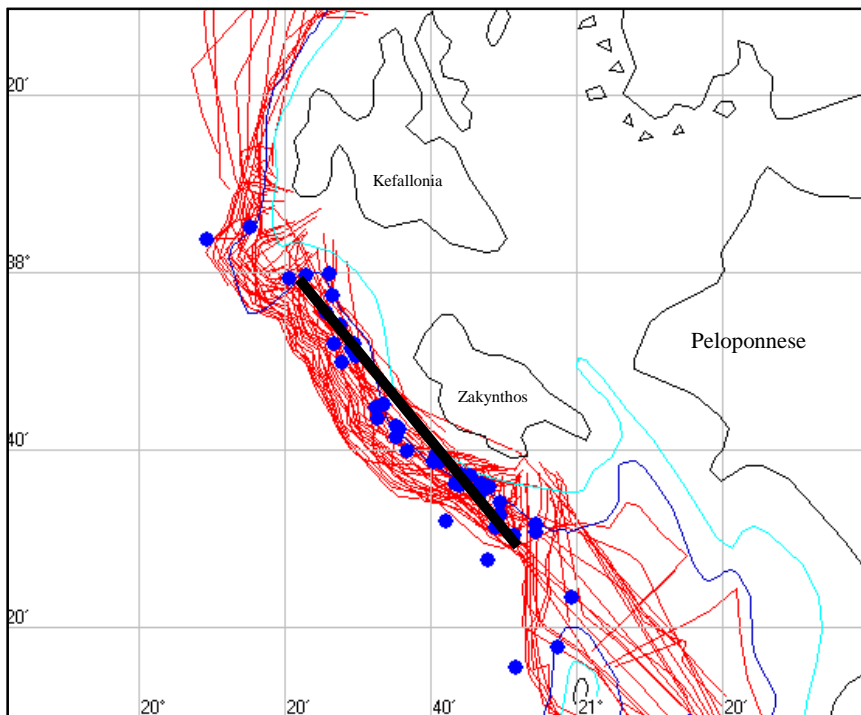 20′
Kefallonia
38°
Peloponnese
Zakynthos
40′
20′
20° 20′ 40′ 21° 20′